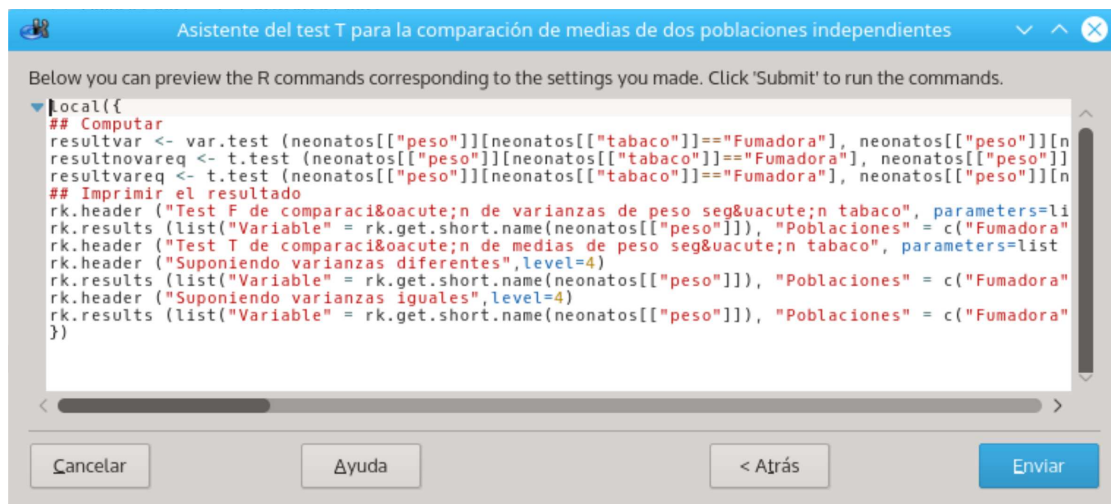 Asistente del test T para la comparación de medias de dos poblaciones independientes
Below you can preview the R commands corresponding to the settings you made. Click 'Submit' to run the commands.
local({
## Computar
resultvar <- var.test (neonatos[["peso"]][neonatos[["tabaco"]]=="Fumadora"], neonatos[["peso"]][n
resultnovareq <- t.test (neonatos[["peso"]][neonatos[["tabaco"]]=="Fumadora"], neonatos[["peso"]]
resultvareq <- t.test (neonatos[["peso"]][neonatos[["tabaco"]]=="Fumadora"], neonatos[["peso"]][n
## Imprimir el resultado
rk.header ("Test F de comparaci&oacute;n de varianzas de peso seg&uacute;n tabaco", parameters=li
rk.results (list("Variable" = rk.get.short.name(neonatos[["peso"]]), "Poblaciones" = c("Fumadora"
rk.header ("Test T de comparaci&oacute;n de medias de peso seg&uacute;n tabaco", parameters=list
rk.header ("Suponiendo varianzas diferentes",level=4)
rk.results (list("Variable" = rk.get.short.name(neonatos[["peso"]]), "Poblaciones" = c("Fumadora"
rk.header ("Suponiendo varianzas iguales",level=4)
rk.results (list("Variable" = rk.get.short.name(neonatos[["peso"]]), "Poblaciones" = c("Fumadora"
})
Cancelar
Ayuda
< Atrás
Enviar